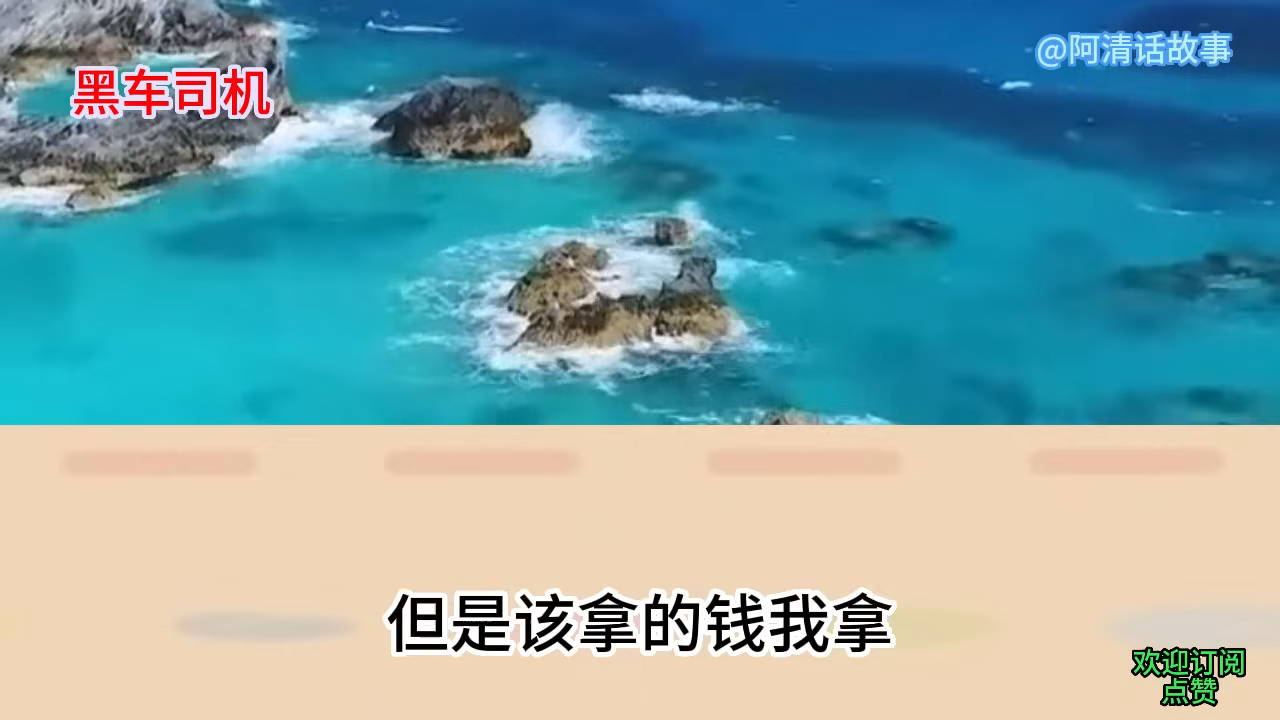 @阿清话故事
黑车司机
但是该拿的钱我拿
欢迎订阅
点赞